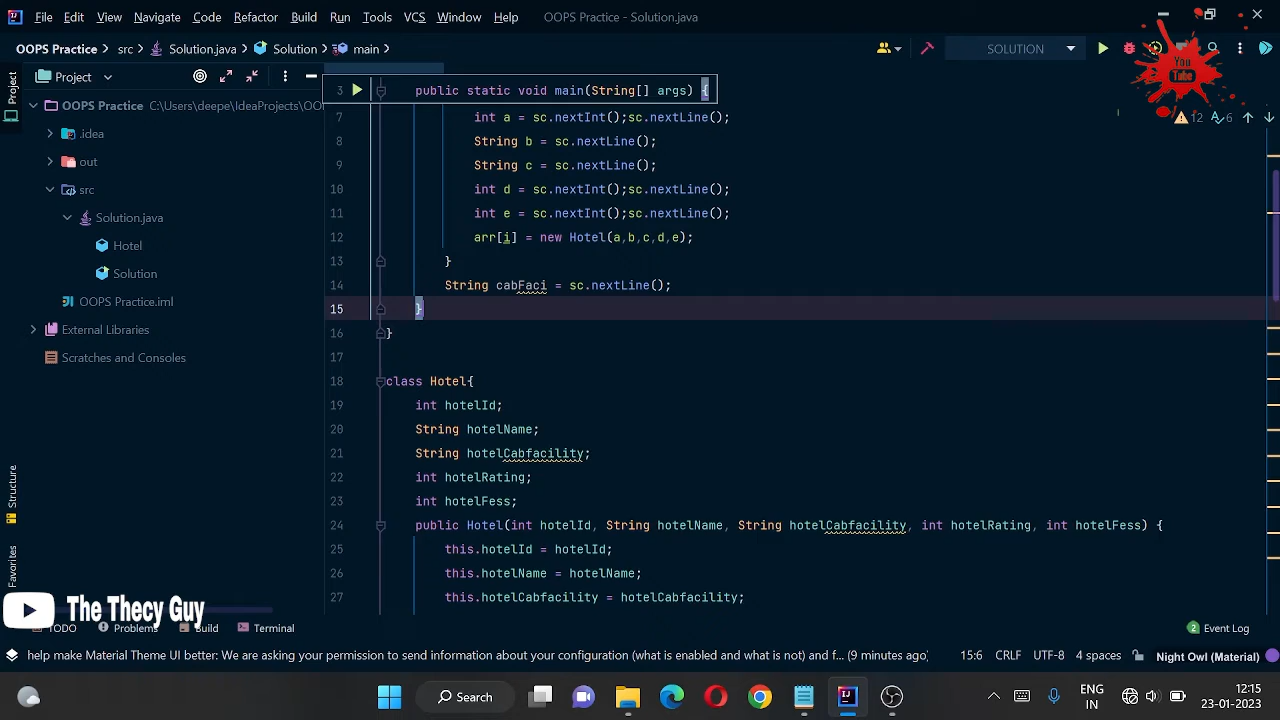 File Edit View Navigate Code Refactor Build Run Tools VCS Window Help OOPS Practice - Solution.java
OOPS Practice src Solution.java Solution main SOLUTION
You
Tube
Project
Project
3 public static void main(String[] args) {
OOPS Practice C:\Users\deepe\IdeaProjects\OO
12 6
7 int a = sc.nextInt();sc.nextLine();
.idea
8 String b = sc.nextLine();
out
9 String c = sc.nextLine();
src
10 int d = sc.nextInt();sc.nextLine();
Solution.java
11 int e = sc.nextInt();sc.nextLine();
Hotel
12 arr[i] = new Hotel(a,b,c,d,e);
13 }
Solution
14 String cabFaci = sc.nextLine();
OOPS Practice.iml
15 }
External Libraries
16 }
Scratches and Consoles
17
18 class Hotel{
19 int hotelId;
20 String hotelName;
21 String hotelCabfacility;
22 int hotelRating;
23 int hotelFess;
24 public Hotel(int hotelId, String hotelName, String hotelCabfacility, int hotelRating, int hotelFess) {
25 this.hotelId = hotelId;
26 this.hotelName = hotelName;
27 this.hotelCabfacility = hotelCabfacility;
Structure
Favorites
The Thecy Guy
TODO Problems Build Terminal 2 Event Log
help make Material Theme UI better: We are asking your permission to send information about your configuration (what is enabled and what is not) and f... (9 minutes ago) 15:6 CRLF UTF-8 4 spaces Night Owl (Material)
Search
ENG
IN
12:15
23-01-2023